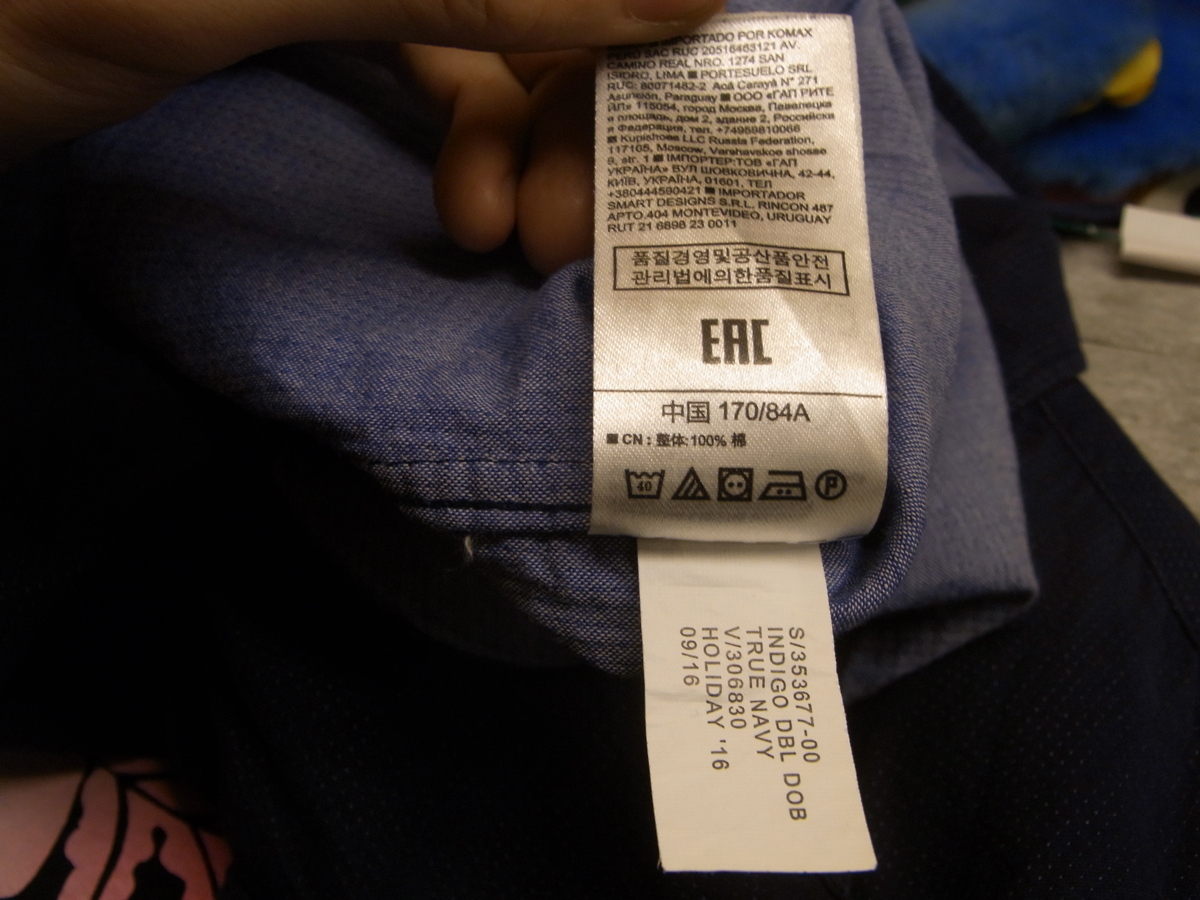 PORTADO POR KOMAX
PERÚ SAC RUC 20516463121 AV.
CAMINO REAL NRO. 1274 SAN
ISIDRO, LIMA ■ PORTESUELO SRL
RUC: 80071482-2 Acá Carayá N° 271
Asunción, Paraguay ■ ООО «ГАП РИТЕ
ЙЛ» 115054, город Москва, Павелецка
я площадь, дом 2, здание 2, Российска
я Федерация, тел. +74959810066
■ Kupishoes LLC Russia Federation,
117105, Moscow, Varshavskoe shosse
9, str. 1 ■ ІМПОРТЕР:ТОВ «ГАП
УКРАЇНА» ВУЛ ШОВКОВИЧНА, 42-44,
КИЇВ, УКРАЇНА, 01601, ТЕЛ
+380444590421 ■ IMPORTADOR
SMART DESIGNS S.R.L. RINCON 487
APTO.404 MONTEVIDEO, URUGUAY
RUT 21 6898 23 0011
품질경영및공산품안전
관리법에의한품질표시
EAC
中国 170/84A
■ CN : 整体:100% 棉
40
P
S/353677-00
INDIGO DBL DOB
TRUE NAVY
V/306830
HOLIDAY '16
09/16